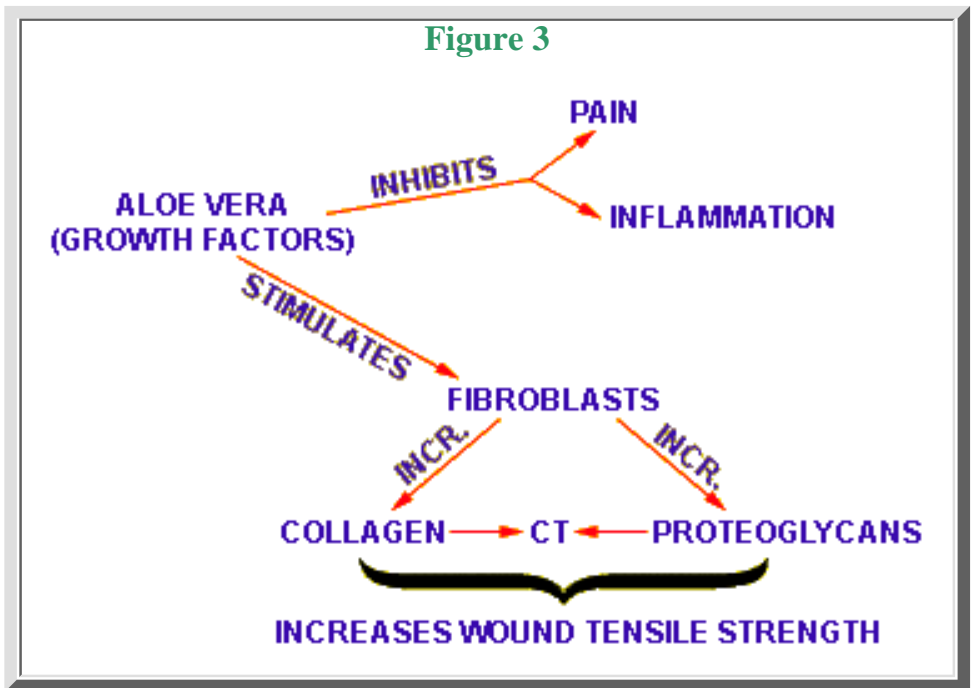 Figure 3
PAIN
INHIBITS
ALOE VERA
(GROWTH FACTORS)
INFLAMMATION
STIMULATES
FIBROBLASTS
INCR.
INCR.
COLLAGEN CT PROTEOGLYCANS
INCREASES WOUND TENSILE STRENGTH